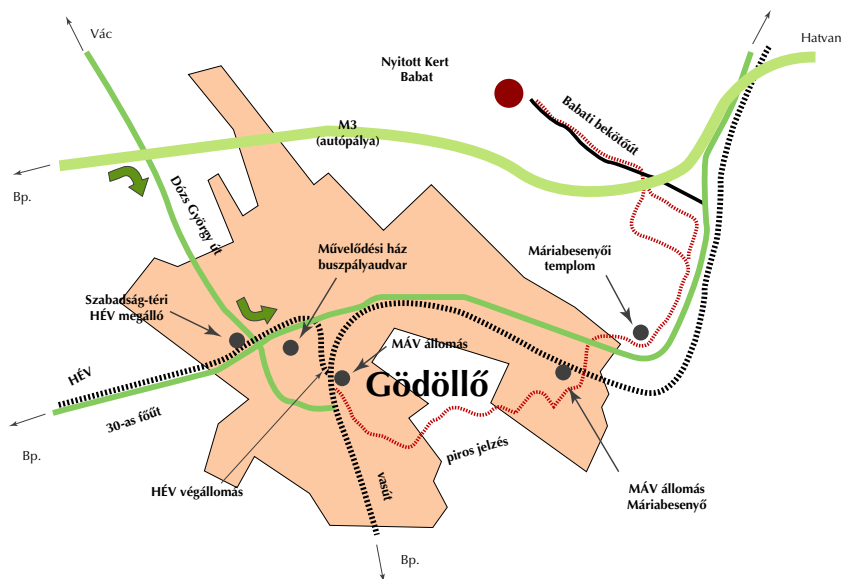 Vác
Hatvan
Nyitott Kert
Babat
Babati bekötőút
M3
(autópálya)
Bp.
Dózs György út
Művelődési ház
buszpályaudvar
Máriabesenyői
templom
Szabadság-téri
HÉV megálló
MÁV állomás
HÉV
Gödöllő
30-as főút
Bp.
piros jelzés
HÉV végállomás
vasút
MÁV állomás
Máriabesenyő
Bp.